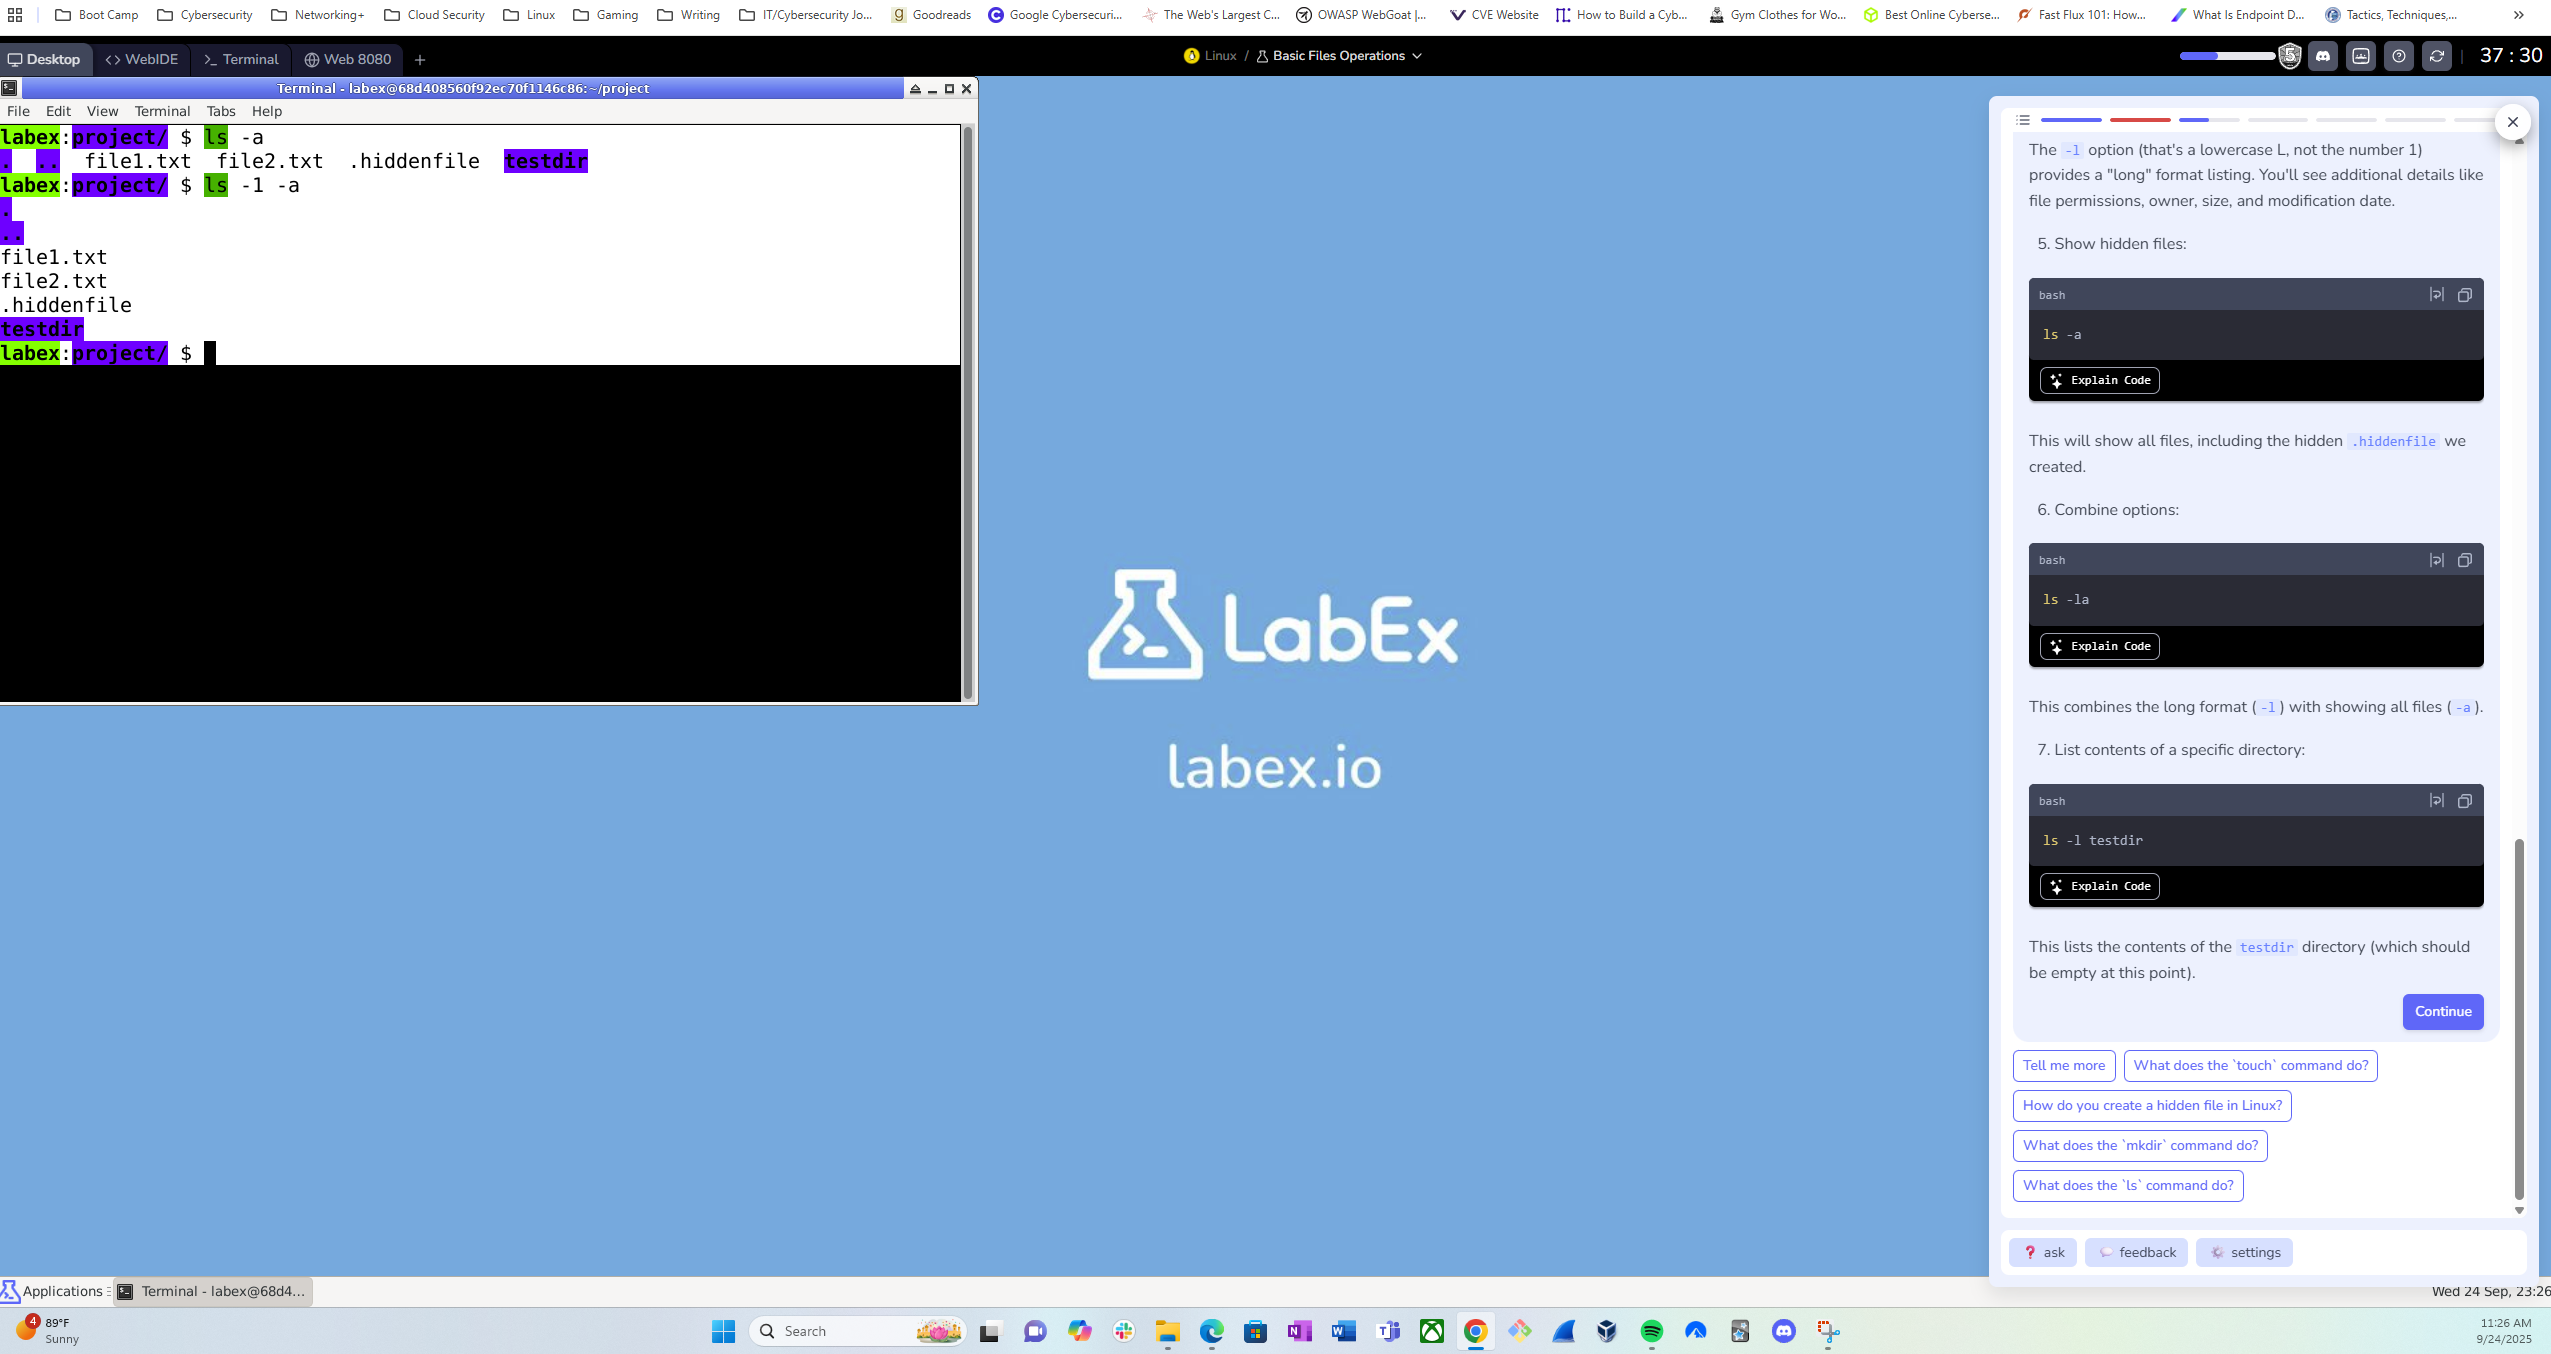 Boot Camp Cybersecurity Networking+ Cloud Security Linux Gaming Writing IT/Cybersecurity Jo... Goodreads Google Cybersecuri... The Web's Largest C... OWASP WebGoat |... CVE Website How to Build a Cyb... Gym Clothes for Wo... Best Online Cyberse... Fast Flux 101: How... What Is Endpoint D... Tactics, Techniques,... »
Desktop WebIDE Terminal Web 8080 +
Linux / Basic Files Operations
37 : 30
Terminal - labex@68d408560f92ec70f1146c86:~/project
File Edit View Terminal Tabs Help
labex:project/ $ ls -a
. .. file1.txt file2.txt .hiddenfile testdir
labex:project/ $ ls -1 -a
.
..
file1.txt
file2.txt
.hiddenfile
testdir
labex:project/ $
LabEx
labex.io
The -l option (that's a lowercase L, not the number 1)
provides a "long" format listing. You'll see additional details like
file permissions, owner, size, and modification date.
5. Show hidden files:
bash
ls -a
Explain Code
This will show all files, including the hidden .hiddenfile we
created.
6. Combine options:
bash
ls -la
Explain Code
This combines the long format ( -l ) with showing all files ( -a ).
7. List contents of a specific directory:
bash
ls -l testdir
Explain Code
This lists the contents of the testdir directory (which should
be empty at this point).
Continue
Tell me more What does the `touch` command do?
How do you create a hidden file in Linux?
What does the `mkdir` command do?
What does the `ls` command do?
ask feedback settings
Applications Terminal - labex@68d4...
Wed 24 Sep, 23:26
4 89°F
Sunny
Search
11:26 AM
9/24/2025